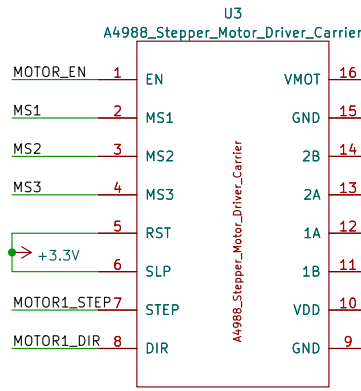 U3
A4988_Stepper_Motor_Driver_Carrier
MOTOR_EN 1 EN VMOT 16
MS1 2 MS1 GND 15
MS2 3 MS2 2B 14
MS3 4 MS3 2A 13
5 RST 1A 12
+3.3V
6 SLP 1B 11
MOTOR1_STEP 7 STEP VDD 10
MOTOR1_DIR 8 DIR GND 9
A4988_Stepper_Motor_Driver_Carrier